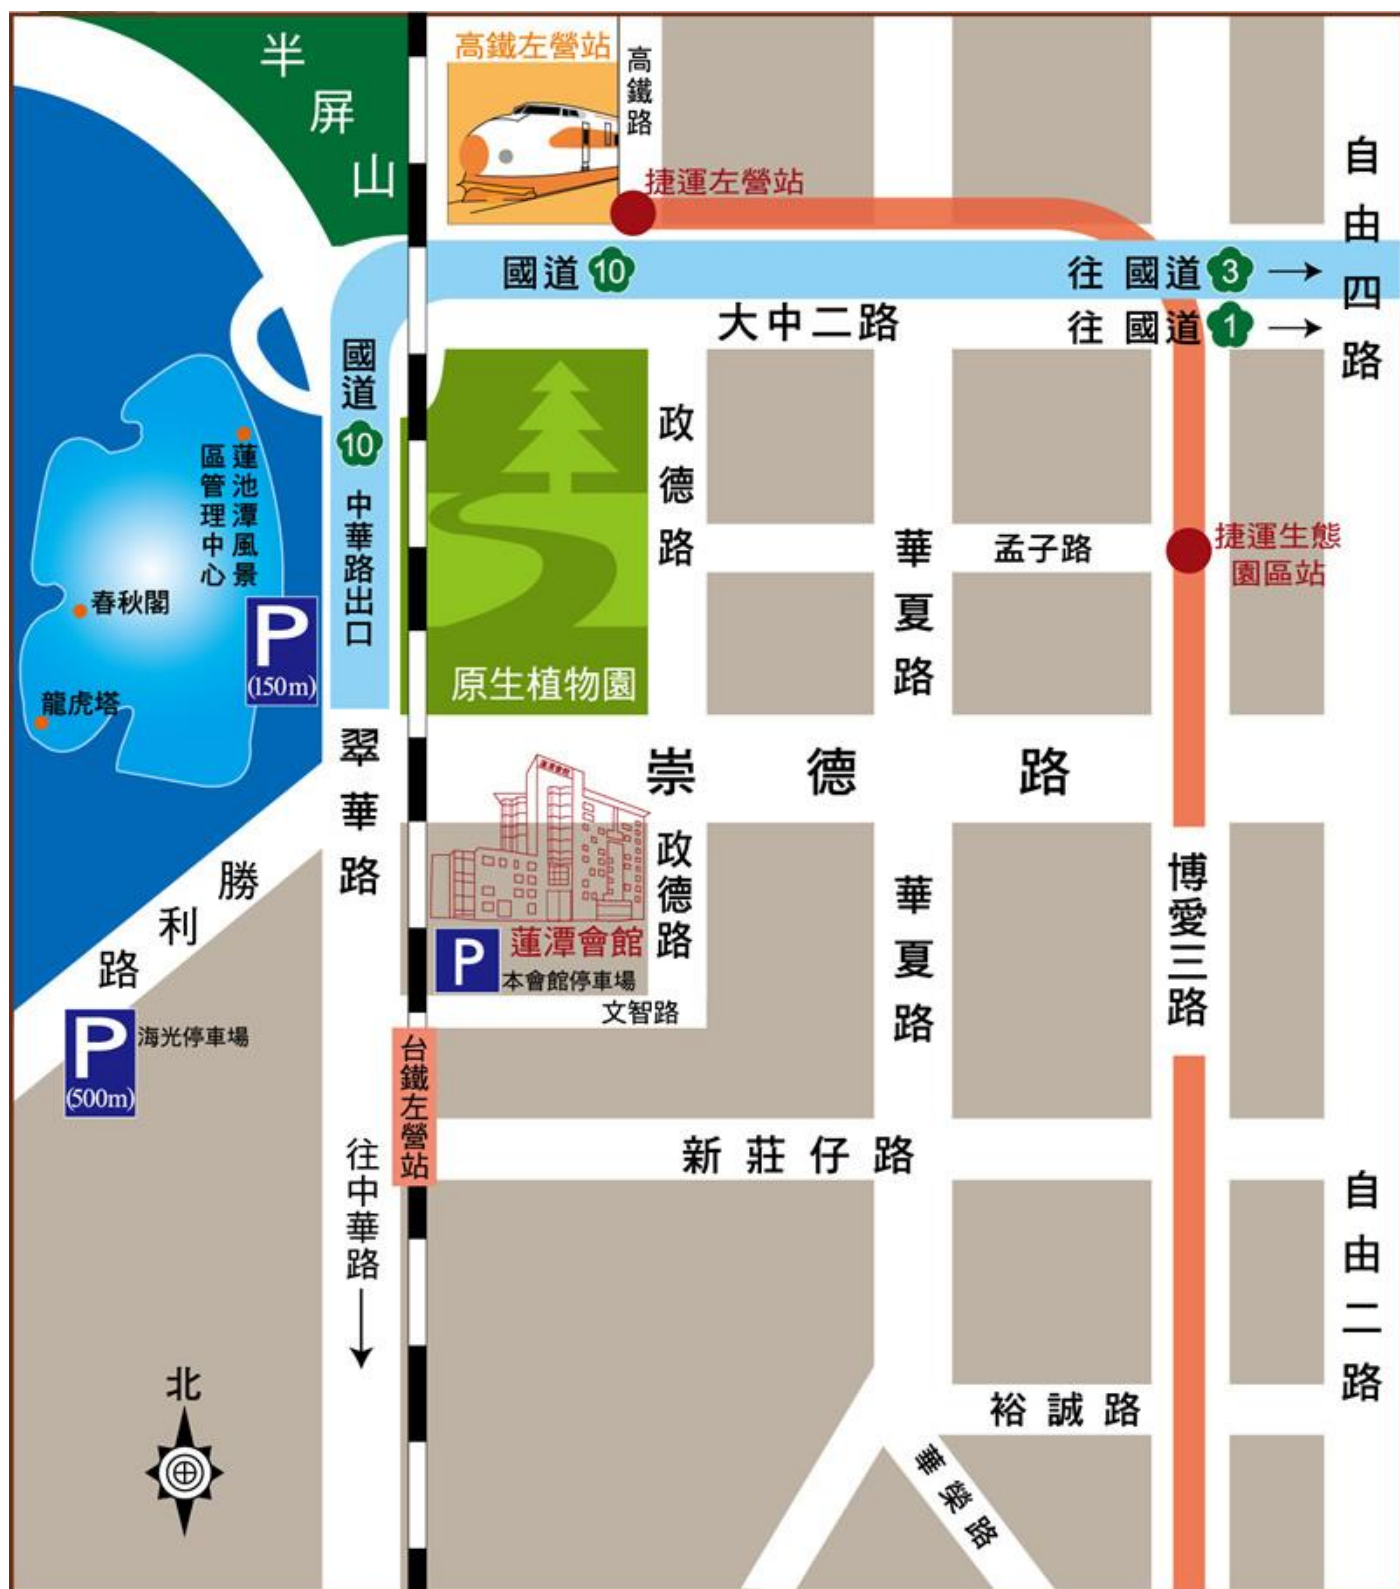 半屏山
高鐵左營站
高鐵路
捷運左營站
自由四路
國道 10
往 國道 3
大中二路
往 國道 1
國道 10 中華路出口
政德路
蓮池潭風景
區管理中心
華夏路
孟子路
捷運生態
園區站
春秋閣
P
(150m)
龍虎塔
原生植物園
翠華路
崇德路
蓮潭會館
政德路
華夏路
博愛三路
勝利路
蓮潭會館
P
本會館停車場
文智路
P
(500m)
海光停車場
台鐵左營站
新莊仔路
往中華路
自由二路
北
裕誠路
華榮路